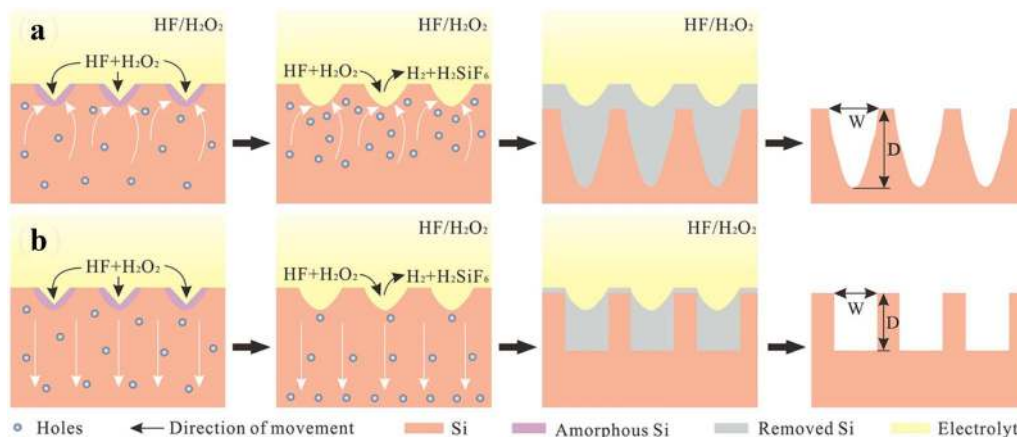 a
HF/H₂O₂
HF/H₂O₂
HF/H₂O₂
HF+H₂O₂
HF+H₂O₂
H₂+H₂SiF₆
W
D
b
HF/H₂O₂
HF/H₂O₂
HF/H₂O₂
HF+H₂O₂
HF+H₂O₂
H₂+H₂SiF₆
W
D
Holes
Direction of movement
Si
Amorphous Si
Removed Si
Electrolyt